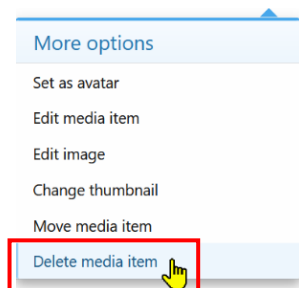 More options
Set as avatar
Edit media item
Edit image
Change thumbnail
Move media item
Delete media item